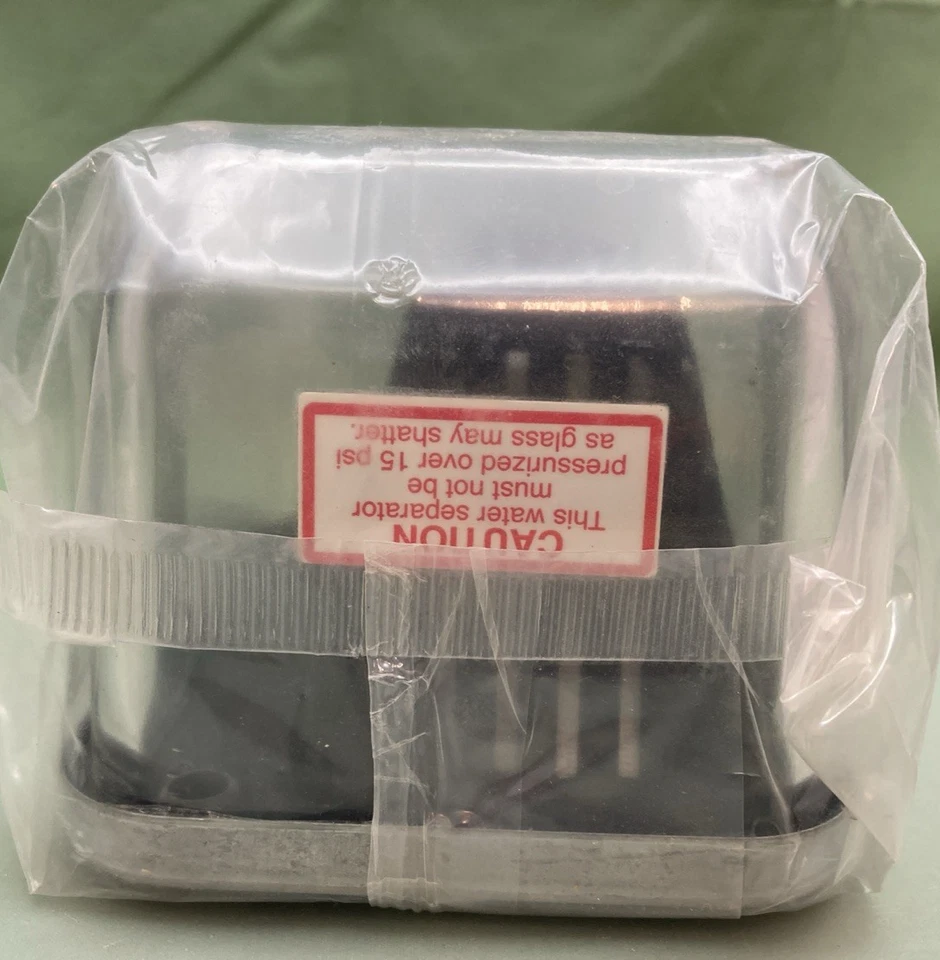 CAUTION
This water separator
must not be
pressurized over 15 psi
as glass may shatter.